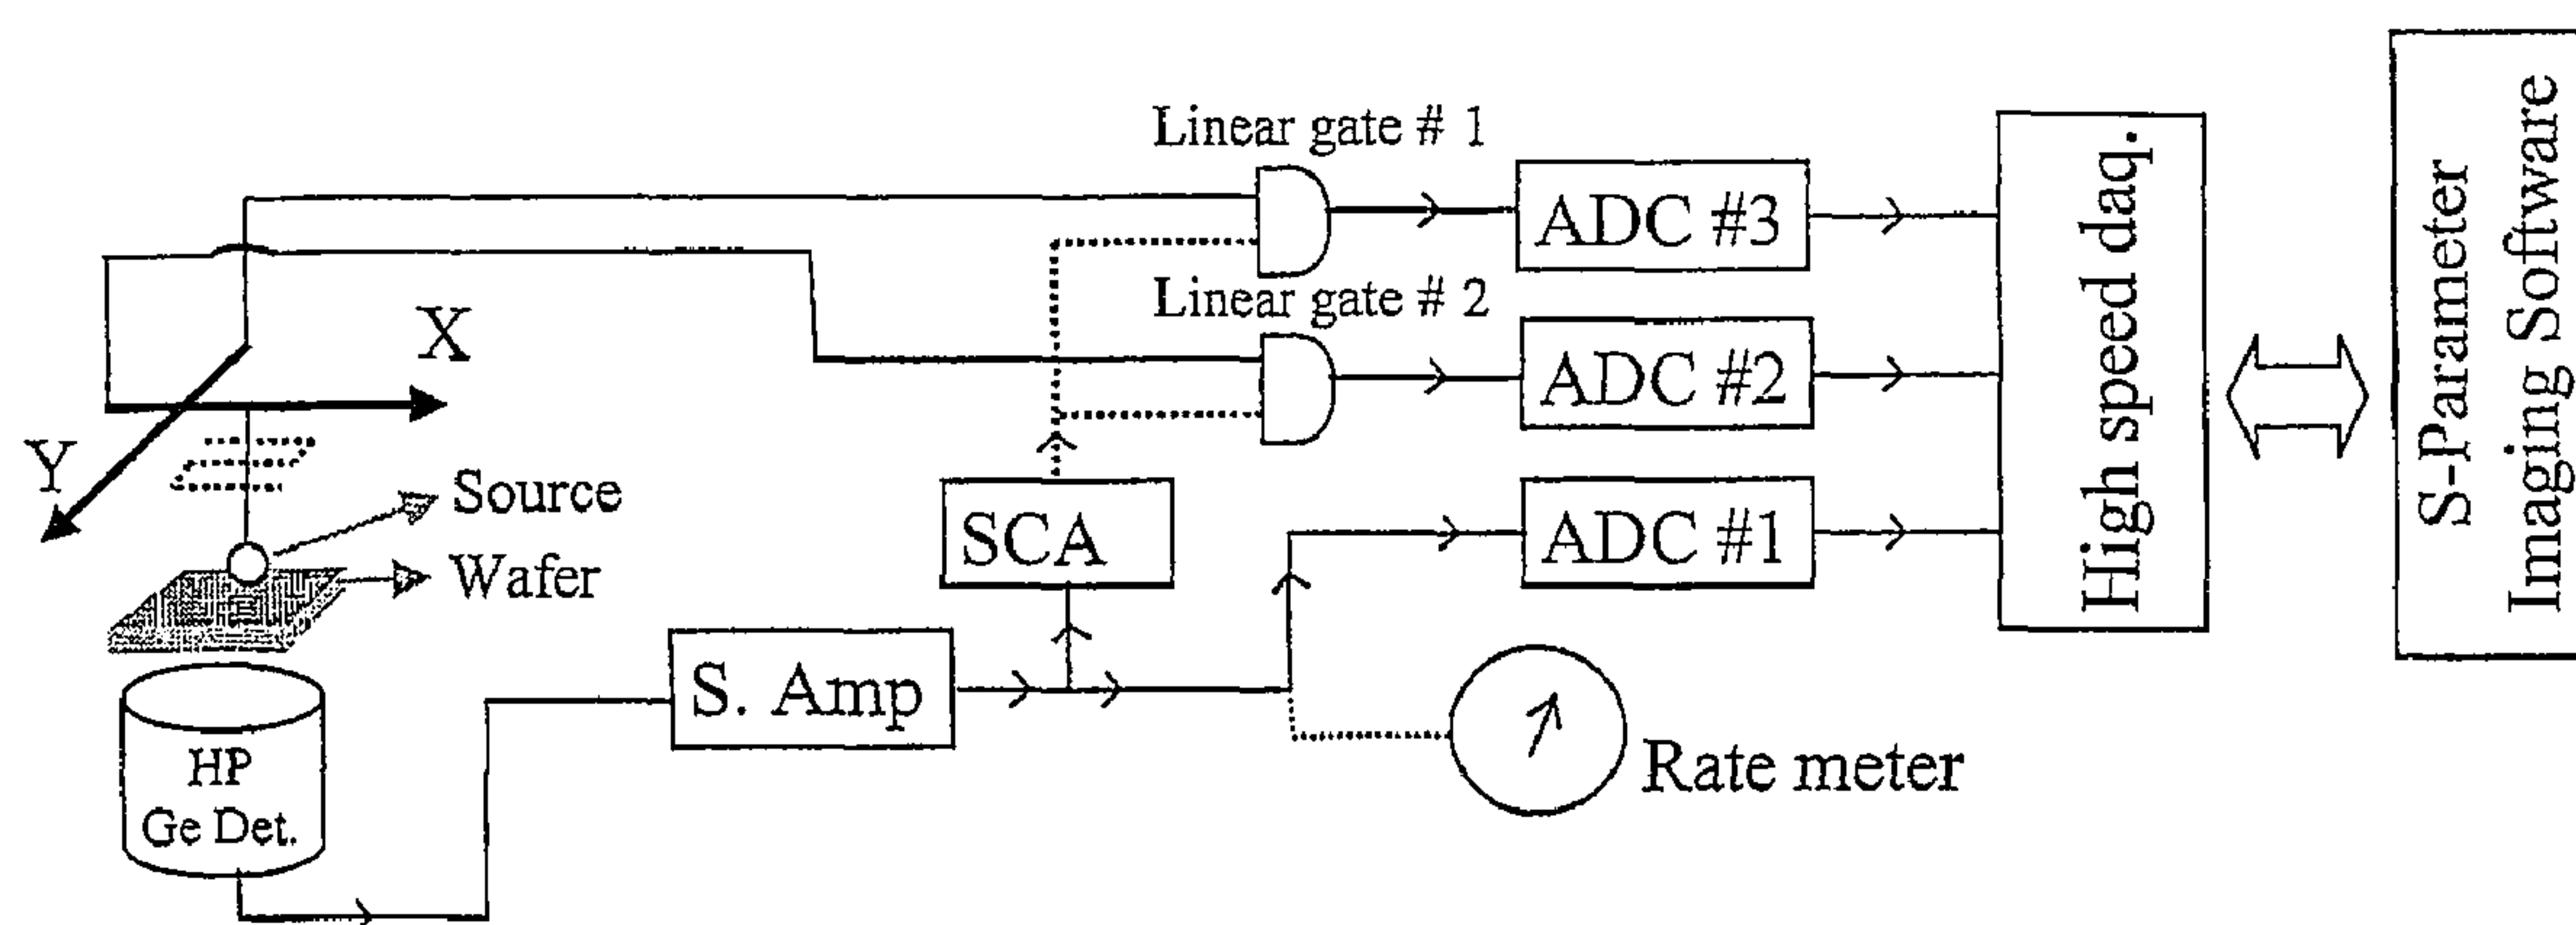 Linear gate # 1
ADC #3
Linear gate # 2
X
ADC #2
Y
Source
SCA
ADC #1
Wafer
S. Amp
HP
Ge Det.
Rate meter
High speed daq.
S-Parameter
Imaging Software